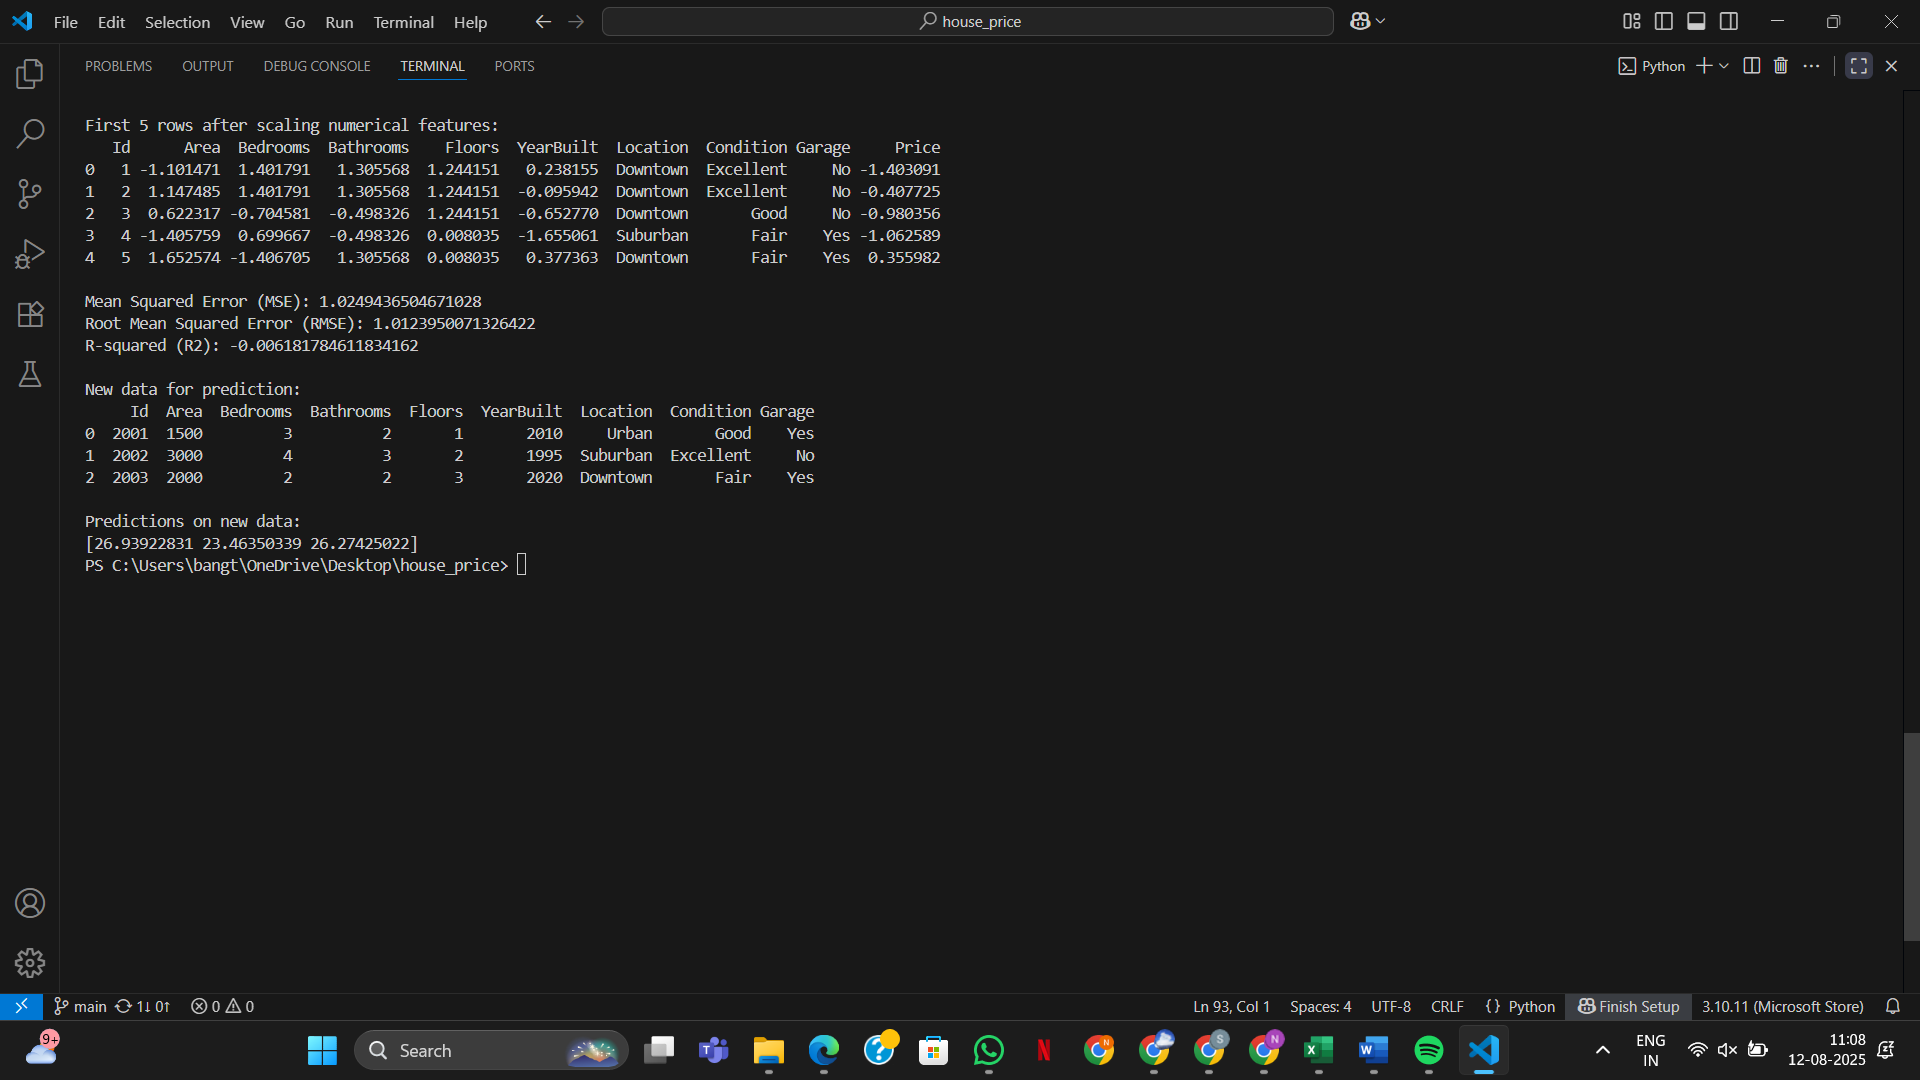 File Edit Selection View Go Run Terminal Help
house_price
PROBLEMS OUTPUT DEBUG CONSOLE TERMINAL PORTS
Python
First 5 rows after scaling numerical features:
Id Area Bedrooms Bathrooms Floors YearBuilt Location Condition Garage Price
0 1 -1.101471 1.401791 1.305568 1.244151 0.238155 Downtown Excellent No -1.403091
1 2 1.147485 1.401791 1.305568 1.244151 -0.095942 Downtown Excellent No -0.407725
2 3 0.622317 -0.704581 -0.498326 1.244151 -0.652770 Downtown Good No -0.980356
3 4 -1.405759 0.699667 -0.498326 0.008035 -1.655061 Suburban Fair Yes -1.062589
4 5 1.652574 -1.406705 1.305568 0.008035 0.377363 Downtown Fair Yes 0.355982
Mean Squared Error (MSE): 1.0249436504671028
Root Mean Squared Error (RMSE): 1.0123950071326422
R-squared (R2): -0.006181784611834162
New data for prediction:
Id Area Bedrooms Bathrooms Floors YearBuilt Location Condition Garage
0 2001 1500 3 2 1 2010 Urban Good Yes
1 2002 3000 4 3 2 1995 Suburban Excellent No
2 2003 2000 2 2 3 2020 Downtown Fair Yes
Predictions on new data:
[26.93922831 23.46350339 26.27425022]
PS C:\Users\bangt\OneDrive\Desktop\house_price>
main 1↓ 0↑ 0 0
Ln 93, Col 1 Spaces: 4 UTF-8 CRLF {} Python Finish Setup 3.10.11 (Microsoft Store)
9+
Search
ENG
IN
11:08
12-08-2025